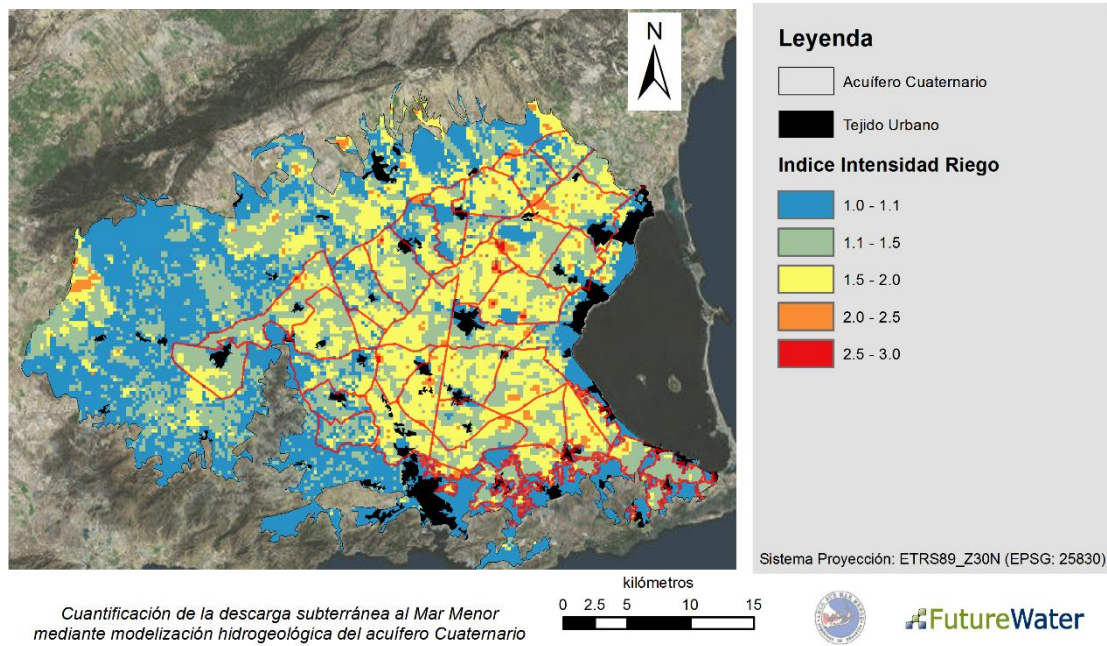 N
Leyenda
Acuífero Cuaternario
Tejido Urbano
Indice Intensidad Riego
1.0 - 1.1
1.1 - 1.5
1.5 - 2.0
2.0 - 2.5
2.5 - 3.0
Sistema Proyección: ETRS89_Z30N (EPSG: 25830)
Cuantificación de la descarga subterránea al Mar Menor
mediante modelización hidrogeológica del acuífero Cuaternario
kilómetros
0 2.5 5 10 15
FutureWater